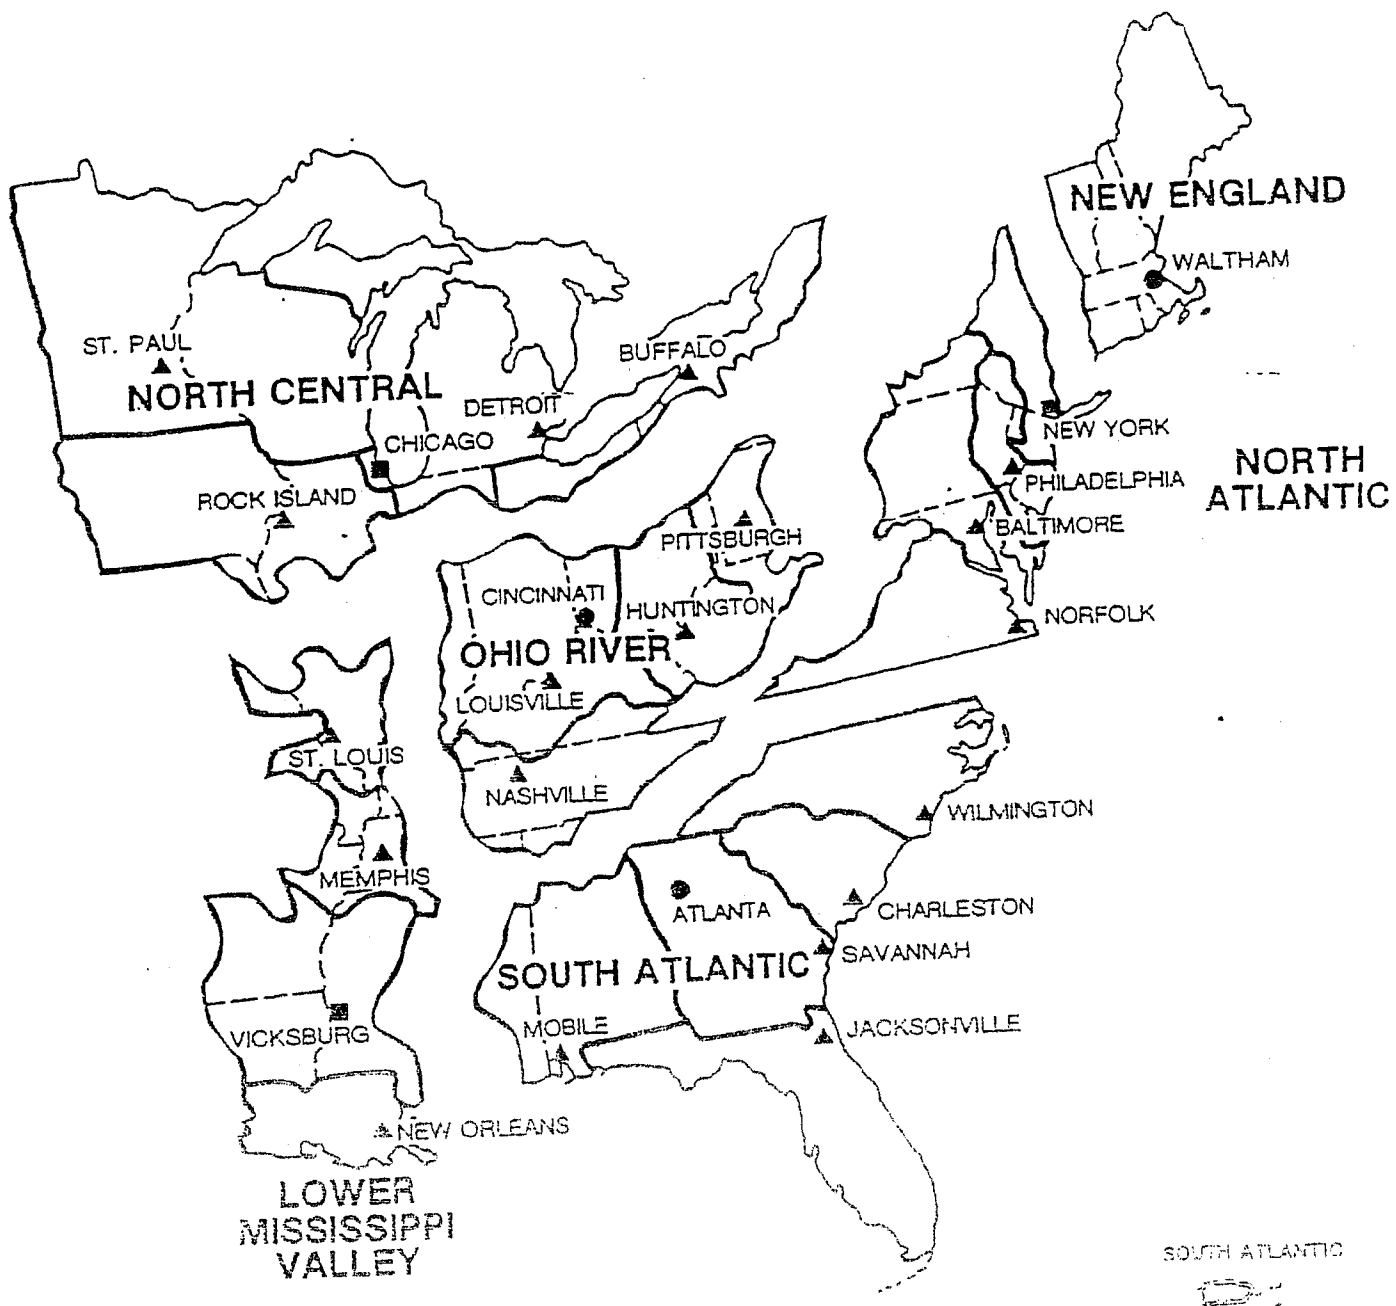 NEW ENGLAND
WALTHAM
ST. PAUL
BUFFALO
NORTH CENTRAL
DETROIT
CHICAGO
NEW YORK
NORTH
ATLANTIC
ROCK ISLAND
PHILADELPHIA
PITTSBURGH
BALTIMORE
CINCINNATI
HUNTINGTON
NORFOLK
OHIO RIVER
LOUISVILLE
ST. LOUIS
NASHVILLE
WILMINGTON
MEMPHIS
ATLANTA
CHARLESTON
SAVANNAH
SOUTH ATLANTIC
MOBILE
JACKSONVILLE
VICKSBURG
NEW ORLEANS
LOWER
MISSISSIPPI
VALLEY
SOUTH ATLANTIC